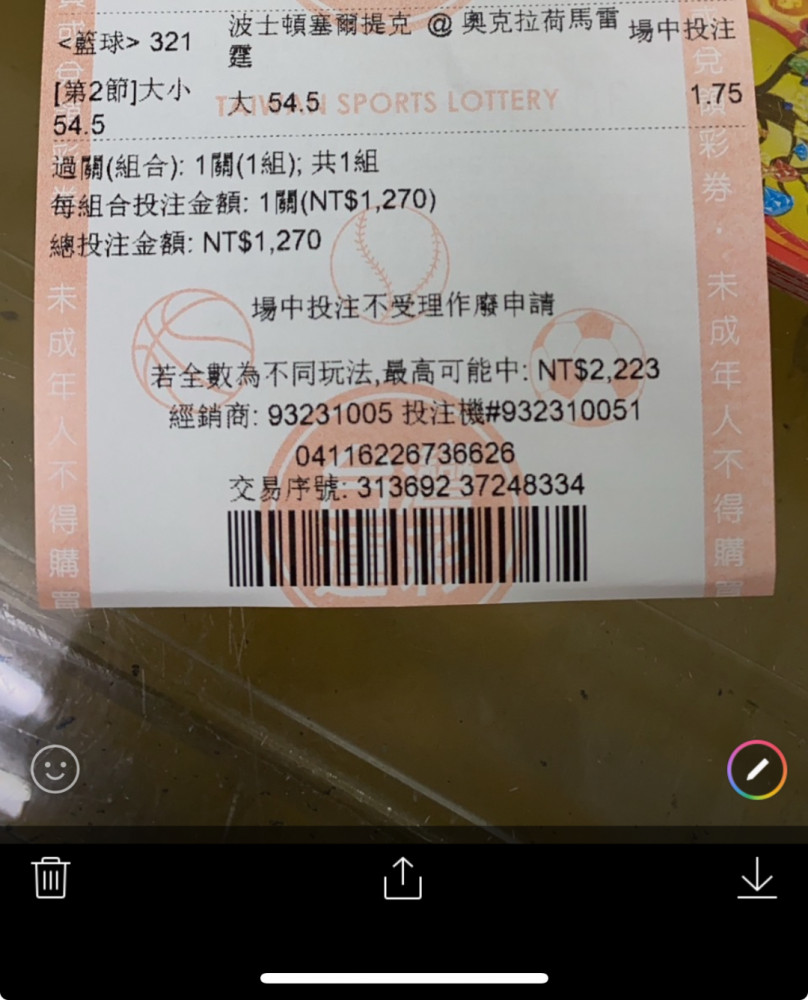 <籃球> 321 波士頓塞爾提克 @ 奧克拉荷馬雷霆 場中投注
[第2節]大小 54.5 大 54.5 1.75
TAIWAN SPORTS LOTTERY
過關(組合): 1關(1組); 共1組
每組合投注金額: 1關(NT$1,270)
總投注金額: NT$1,270
場中投注不受理作廢申請
若全數為不同玩法,最高可能中: NT$2,223
經銷商: 93231005 投注機#932310051
04116226736626
交易序號: 313692 37248334
未成年人不得購買
兌領彩券．未成年人不得購買